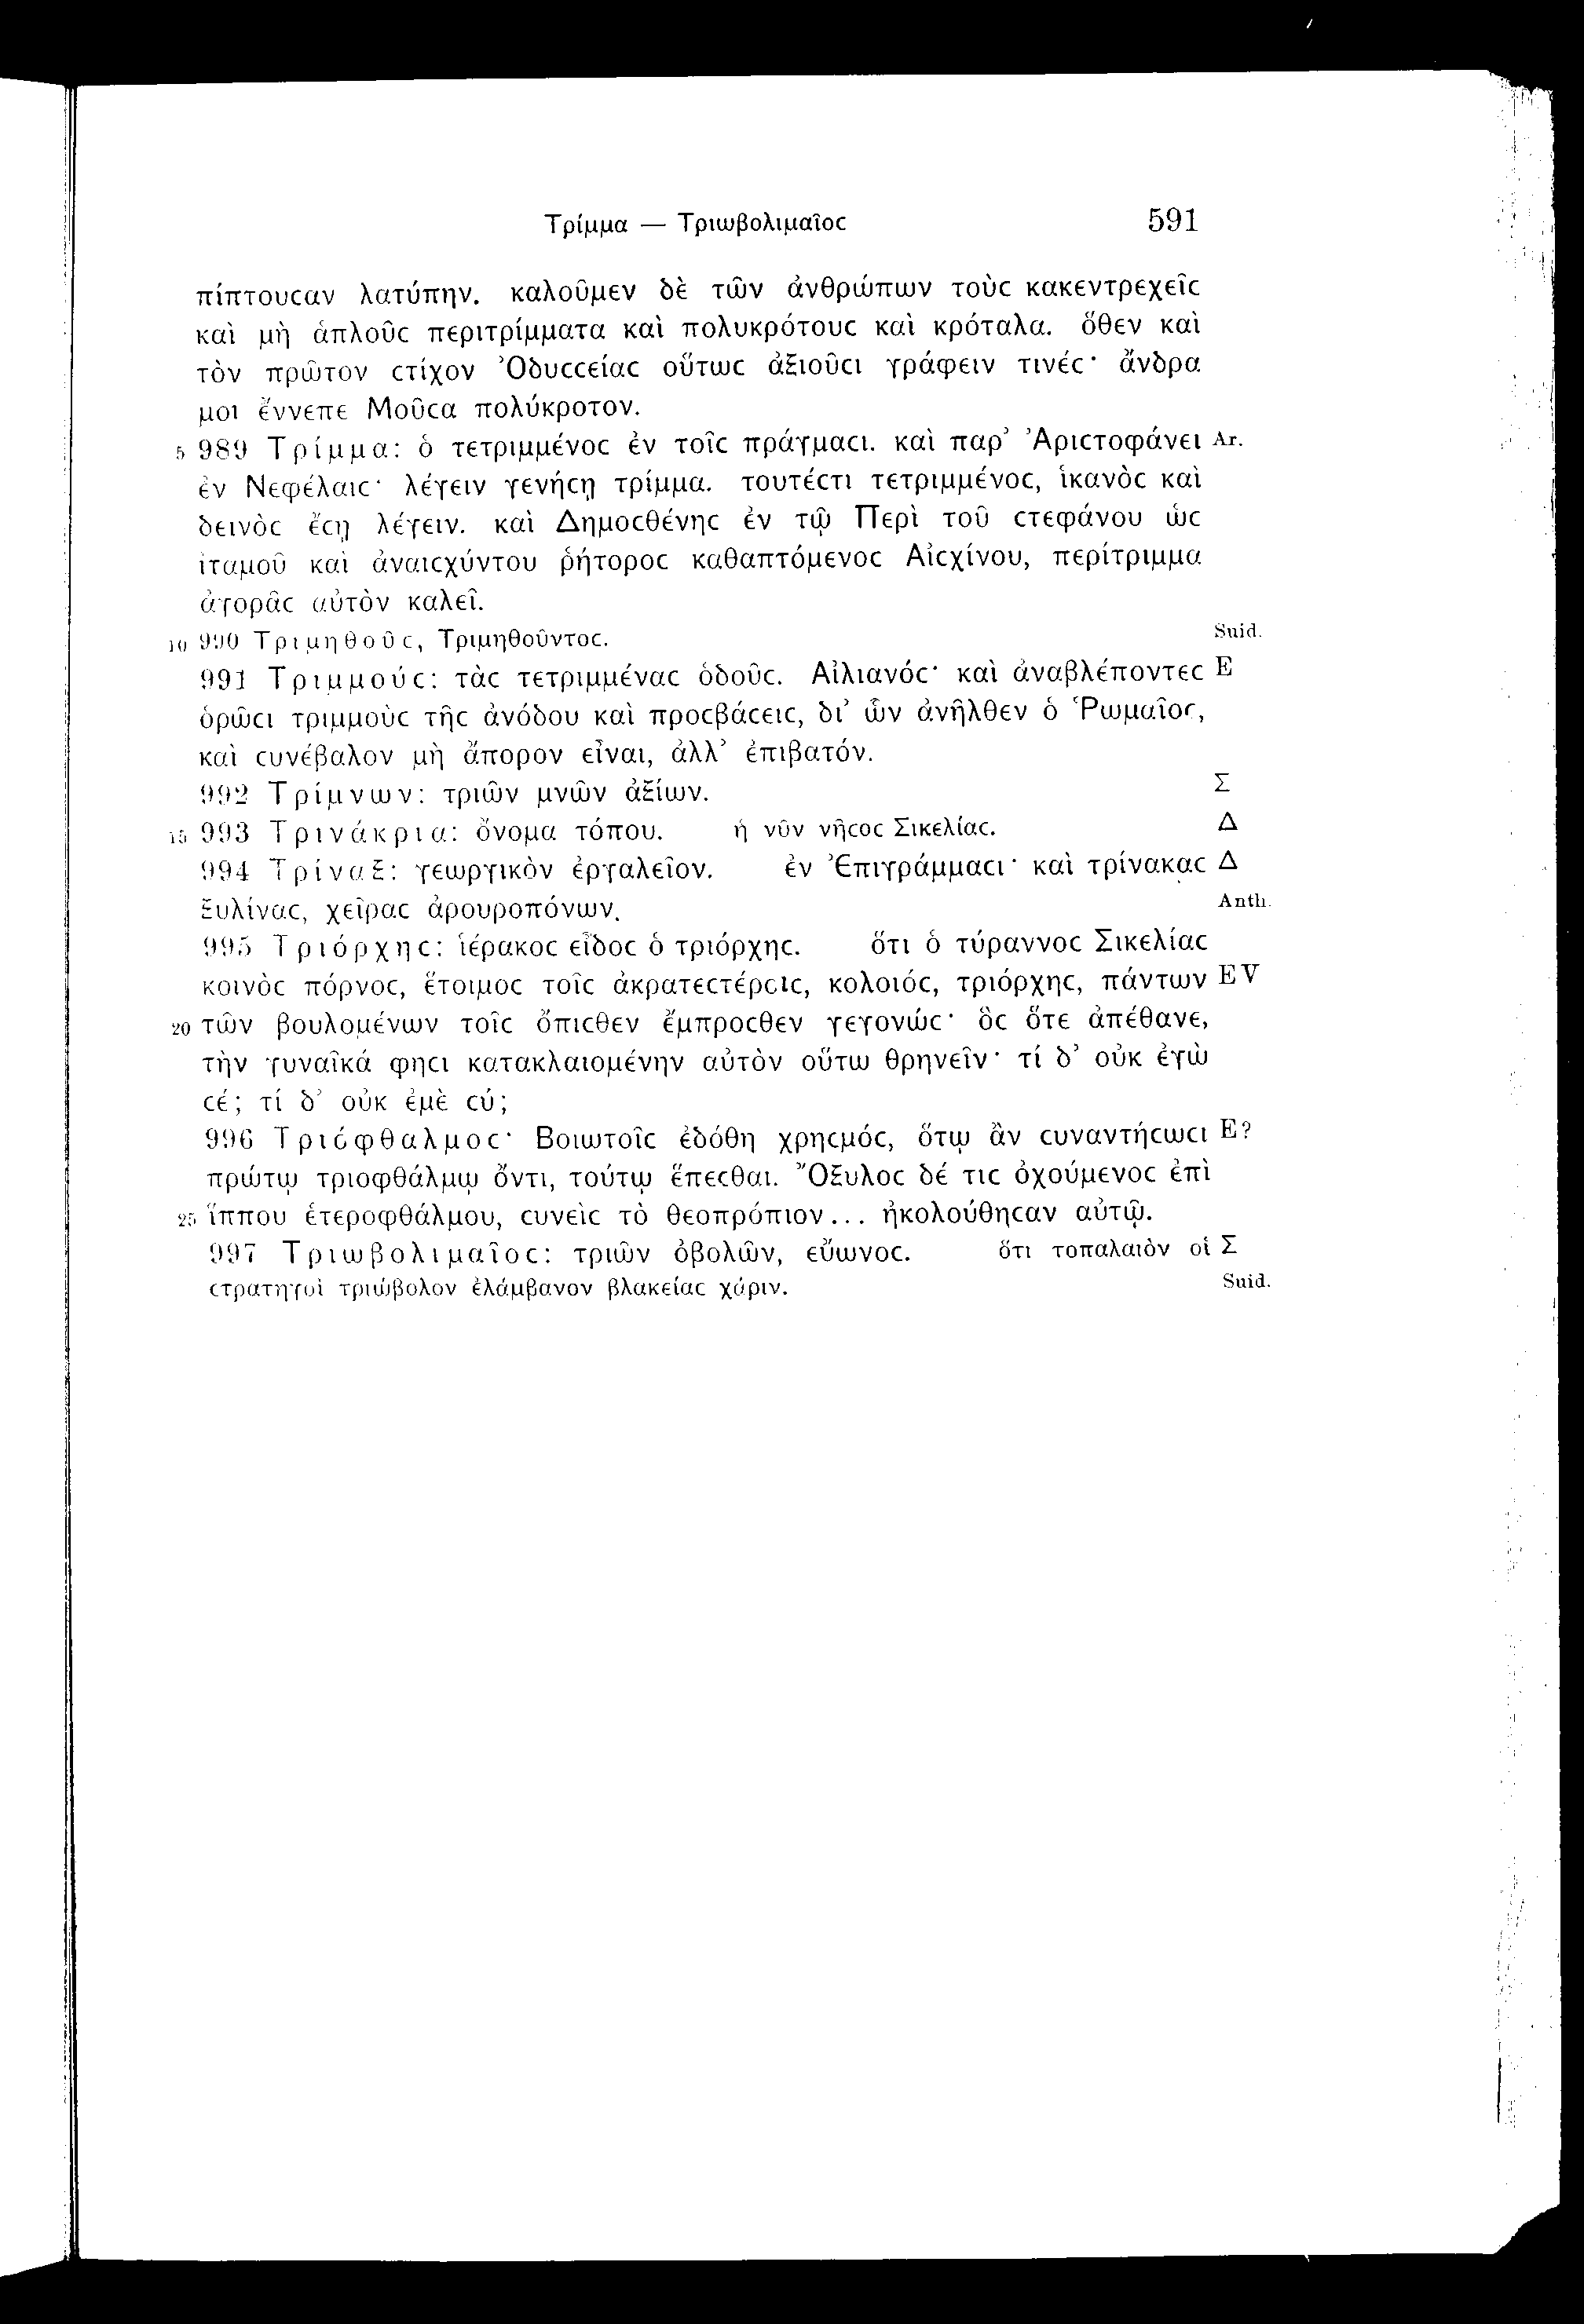 Τρίμμα — Τριωβολιμαῖοϲ 591
πίπτουϲαν λατύπην. καλοῦμεν δὲ τῶν ἀνθρώπων τοὺϲ κακεντρεχεῖϲ
καὶ μὴ ἁπλοῦϲ περιτρίμματα καὶ πολυκρότουϲ καὶ κρόταλα. ὅθεν καὶ
τὸν πρῶτον ϲτίχον Ὀδυϲϲείαϲ οὕτωϲ ἀξιοῦϲι γράφειν τινέϲ· ἄνδρα
μοι ἔννεπε Μοῦϲα πολύκροτον.
5 989 Τρίμμα: ὁ τετριμμένοϲ ἐν τοῖϲ πράγμαϲι. καὶ παρ’ Ἀριϲτοφάνει Ar.
ἐν Νεφέλαιϲ· λέγειν γενήϲῃ τρίμμα. τουτέϲτι τετριμμένοϲ, ἱκανὸϲ καὶ
δεινὸϲ ἔϲῃ λέγειν. καὶ Δημοϲθένηϲ ἐν τῷ Περὶ τοῦ ϲτεφάνου ὡϲ
ἰταμοῦ καὶ ἀναιϲχύντου ῥήτοροϲ καθαπτόμενοϲ Αἰϲχίνου, περίτριμμα
ἀγορᾶϲ αὐτὸν καλεῖ.
10 990 Τριμηθοῦϲ, Τριμηθοῦντοϲ. Suid.
991 Τριμμούϲ: τὰϲ τετριμμέναϲ ὁδούϲ. Αἰλιανόϲ· καὶ ἀναβλέποντεϲ E
ὁρῶϲι τριμμοὺϲ τῆϲ ἀνόδου καὶ προϲβάϲειϲ, δι’ ὧν ἀνῆλθεν ὁ Ῥωμαῖοϲ,
καὶ ϲυνέβαλον μὴ ἄπορον εἶναι, ἀλλ’ ἐπιβατόν.
992 Τρίμνων: τριῶν μνῶν ἀξίων. Σ
15 993 Τρινάκρια: ὄνομα τόπου. ἡ νῦν νῆϲοϲ Σικελίαϲ. Δ
994 Τρίναξ: γεωργικὸν ἐργαλεῖον. ἐν Ἐπιγράμμαϲι· καὶ τρίνακαϲ Δ
ξυλίναϲ, χεῖραϲ ἀρουροπόνων. Anth.
995 Τριόρχηϲ: ἱέρακοϲ εἶδοϲ ὁ τριόρχηϲ. ὅτι ὁ τύραννοϲ Σικελίαϲ
κοινὸϲ πόρνοϲ, ἕτοιμοϲ τοῖϲ ἀκρατεϲτέροιϲ, κολοιόϲ, τριόρχηϲ, πάντων EV
20 τῶν βουλομένων τοῖϲ ὄπιϲθεν ἔμπροϲθεν γεγονώϲ· ὃϲ ὅτε ἀπέθανε,
τὴν γυναῖκά φηϲι κατακλαιομένην αὐτὸν οὕτω θρηνεῖν· τί δ’ οὐκ ἐγὼ
ϲέ; τί δ’ οὐκ ἐμὲ ϲύ;
996 Τριόφθαλμοϲ· Βοιωτοῖϲ ἐδόθη χρηϲμόϲ, ὅτῳ ἂν ϲυναντήϲωϲι E?
πρώτῳ τριοφθάλμῳ ὄντι, τούτῳ ἕπεϲθαι. Ὄξυλοϲ δέ τιϲ ὀχούμενοϲ ἐπὶ
25 ἵππου ἑτεροφθάλμου, ϲυνεὶϲ τὸ θεοπρόπιον... ἠκολούθηϲαν αὐτῷ.
997 Τριωβολιμαῖοϲ: τριῶν ὀβολῶν, εὔωνοϲ. ὅτι τοπαλαιὸν οἱ Σ
ϲτρατηγοὶ τριώβολον ἐλάμβανον βλακείαϲ χάριν. Suid.